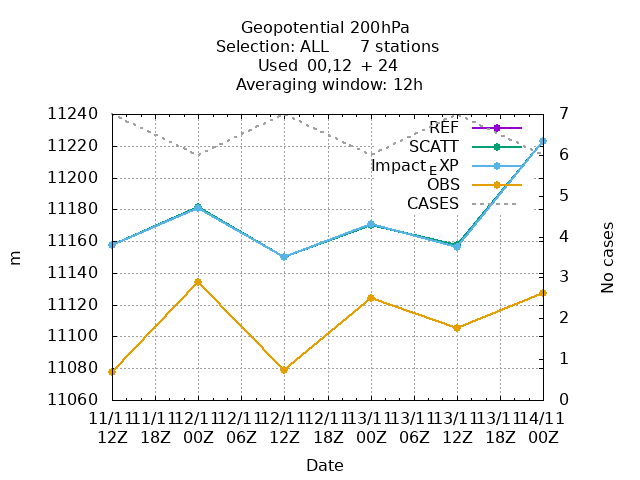 Geopotential 200hPa
Selection: ALL      7 stations
Used  00,12  + 24
Averaging window: 12h
11240
11220
11200
11180
11160
11140
11120
11100
11080
11060
m
7
6
5
4
3
2
1
0
No cases
REF
SCATT
Impact_EXP
OBS
CASES
11/11 11/11 12/11 12/11 12/11 12/11 13/11 13/11 13/11 13/11 14/11
12Z 18Z 00Z 06Z 12Z 18Z 00Z 06Z 12Z 18Z 00Z
Date